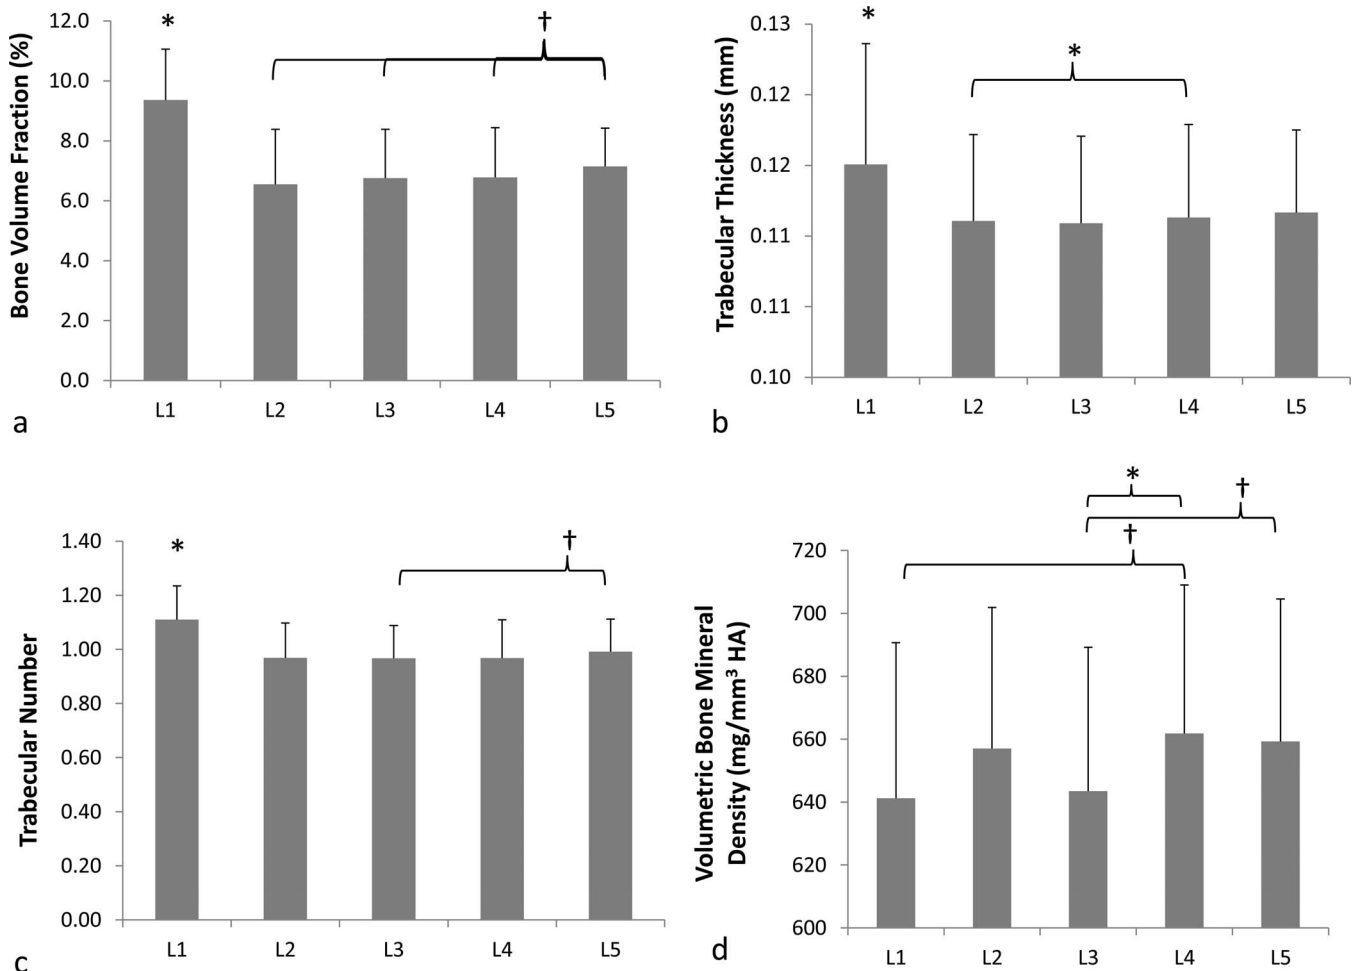 *
†
12.0
10.0
8.0
6.0
4.0
2.0
0.0
Bone Volume Fraction (%)
L1 L2 L3 L4 L5
a
*
*
0.13
0.12
0.12
0.11
0.11
0.10
Trabecular Thickness (mm)
L1 L2 L3 L4 L5
b
*
†
1.40
1.20
1.00
0.80
0.60
0.40
0.20
0.00
Trabecular Number
L1 L2 L3 L4 L5
c
*
†
†
720
700
680
660
640
620
600
Volumetric Bone Mineral
Density (mg/mm³ HA)
L1 L2 L3 L4 L5
d